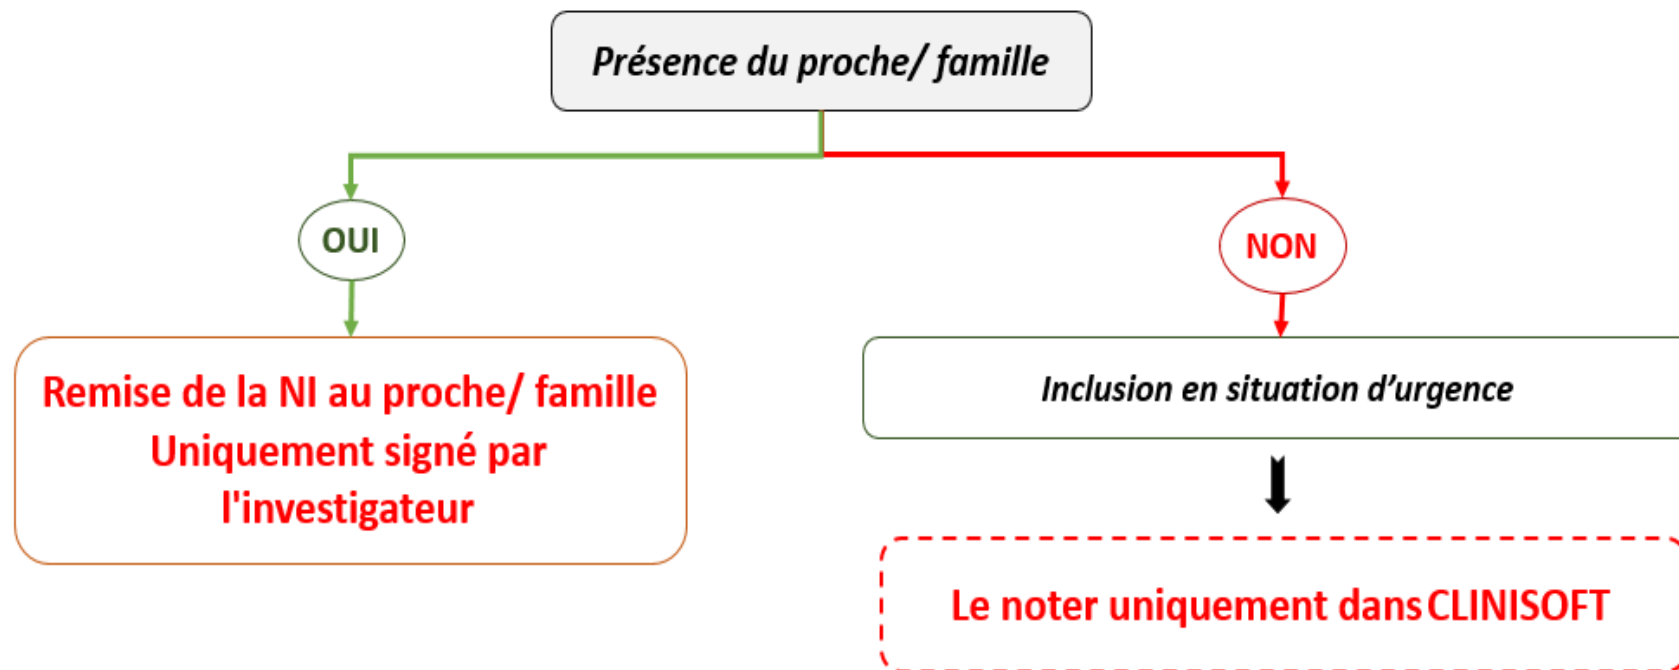 Présence du proche/ famille
OUI
NON
Remise de la NI au proche/ famille
Uniquement signé par
l'investigateur
Inclusion en situation d’urgence
Le noter uniquement dans CLINISOFT